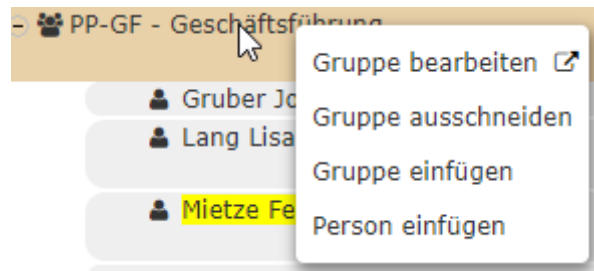 PP-GF - Geschäftsführung
Gruppe bearbeiten
Gruber Jo
Gruppe ausschneiden
Lang Lisa
Gruppe einfügen
Mietze Fe
Person einfügen